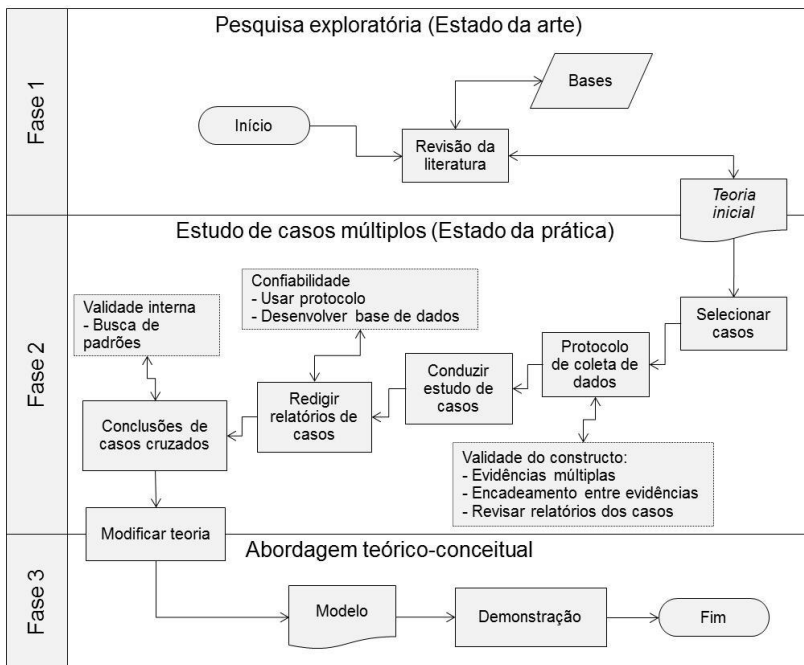 Fase 1
Pesquisa exploratória (Estado da arte)
Bases
Início
Revisão da
literatura
Teoria
inicial
Fase 2
Estudo de casos múltiplos (Estado da prática)
Confiabilidade
- Usar protocolo
- Desenvolver base de dados
Validade interna
- Busca de
padrões
Selecionar
casos
Protocolo
de coleta de
dados
Conduzir
estudo de
casos
Redigir
relatórios de
casos
Conclusões de
casos cruzados
Validade do constructo:
- Evidências múltiplas
- Encadeamento entre evidências
- Revisar relatórios dos casos
Modificar teoria
Fase 3
Abordagem teórico-conceitual
Modelo
Demonstração
Fim